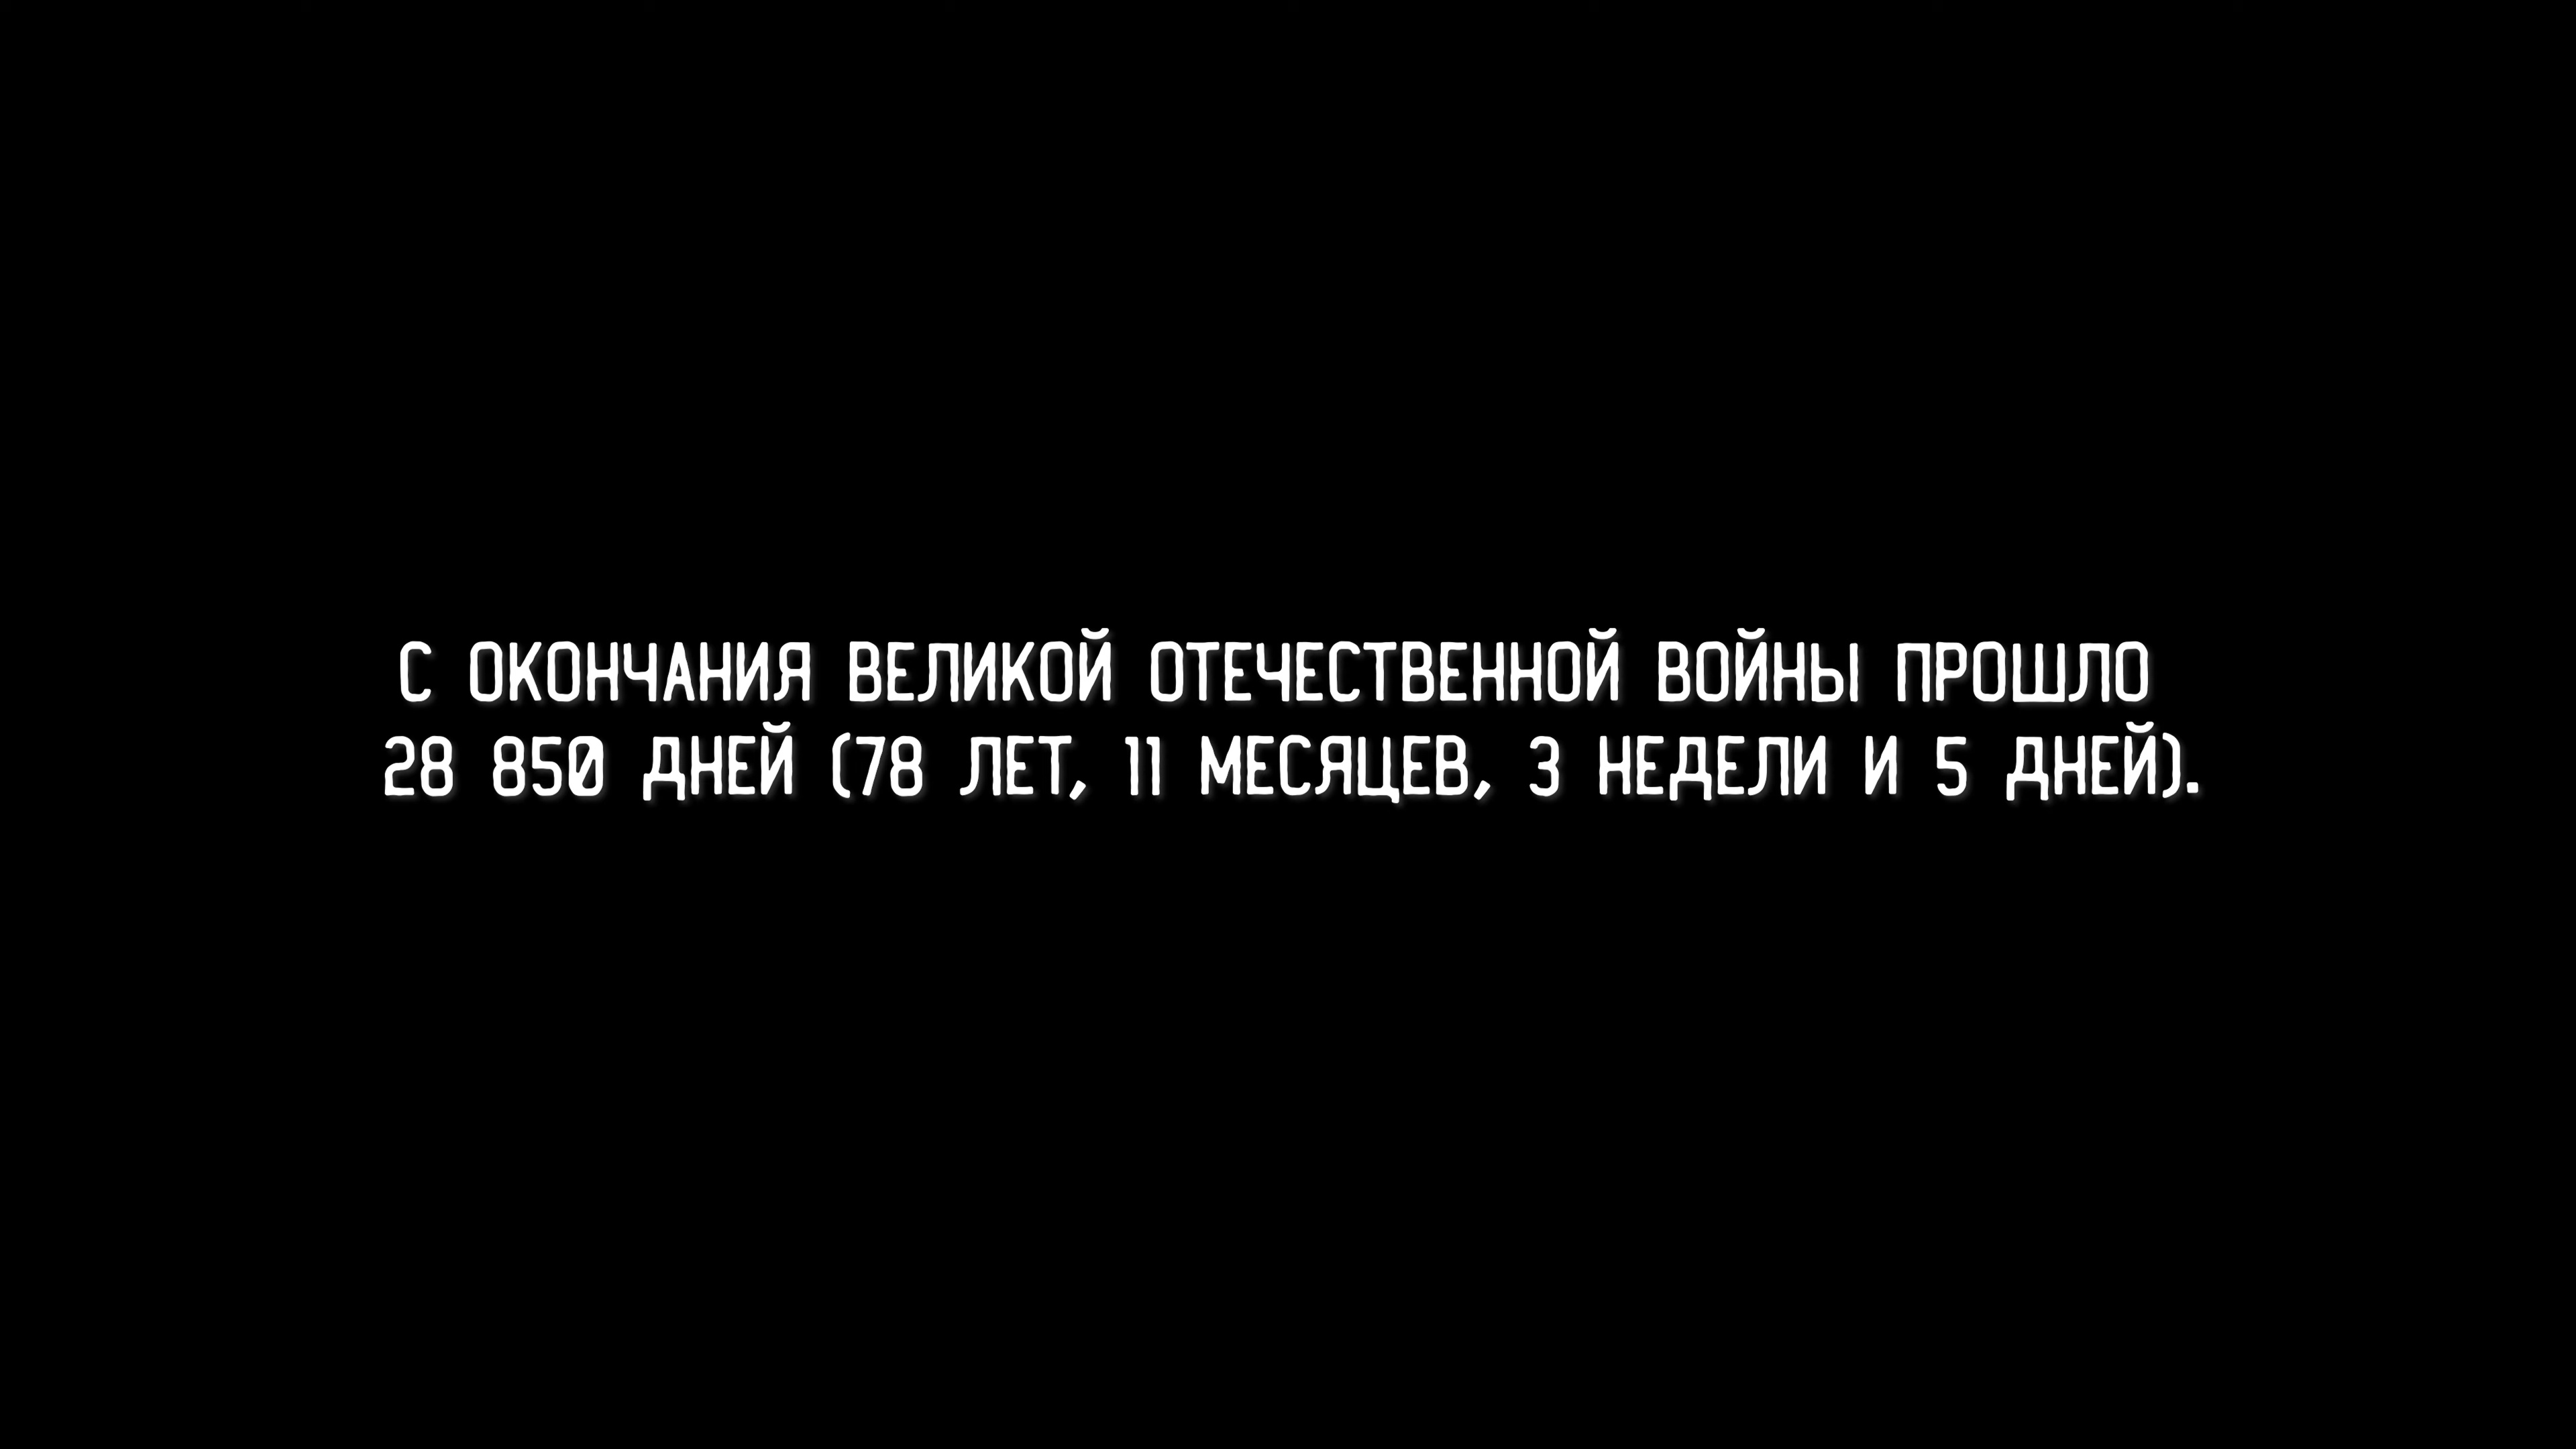 С ОКОНЧАНИЯ ВЕЛИКОЙ ОТЕЧЕСТВЕННОЙ ВОЙНЫ ПРОШЛО
28 850 ДНЕЙ (78 ЛЕТ, 11 МЕСЯЦЕВ, 3 НЕДЕЛИ И 5 ДНЕЙ).